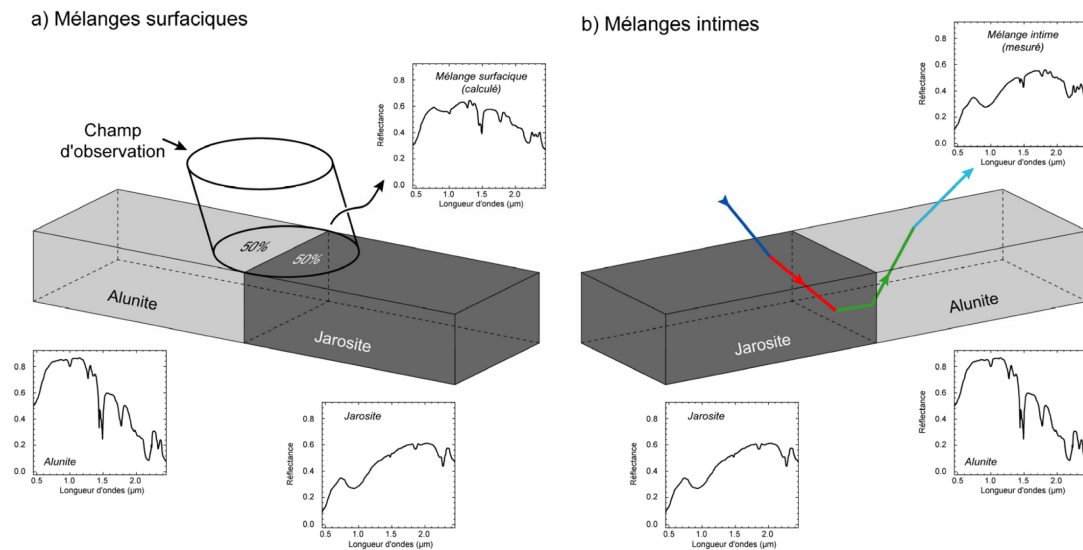 a) Mélanges surfaciques
b) Mélanges intimes
Mélange surfacique
(calculé)
Réflectance
0.8
0.6
0.4
0.2
0.0
0.5
1.0
1.5
2.0
Longueur d'ondes (µm)
Champ
d'observation
50%
50%
Alunite
Jarosite
Réflectance
0.8
0.6
0.4
0.2
0.0
Alunite
0.5
1.0
1.5
2.0
Longueur d'ondes (µm)
Jarosite
Réflectance
0.8
0.6
0.4
0.2
0.0
0.5
1.0
1.5
2.0
Longueur d'ondes (µm)
Mélange intime
(mesuré)
Réflectance
0.8
0.6
0.4
0.2
0.0
0.5
1.0
1.5
2.0
Longueur d'ondes (µm)
Jarosite
Alunite
Jarosite
Réflectance
0.8
0.6
0.4
0.2
0.0
0.5
1.0
1.5
2.0
Longueur d'ondes (µm)
Réflectance
0.8
0.6
0.4
0.2
0.0
Alunite
0.5
1.0
1.5
2.0
Longueur d'ondes (µm)